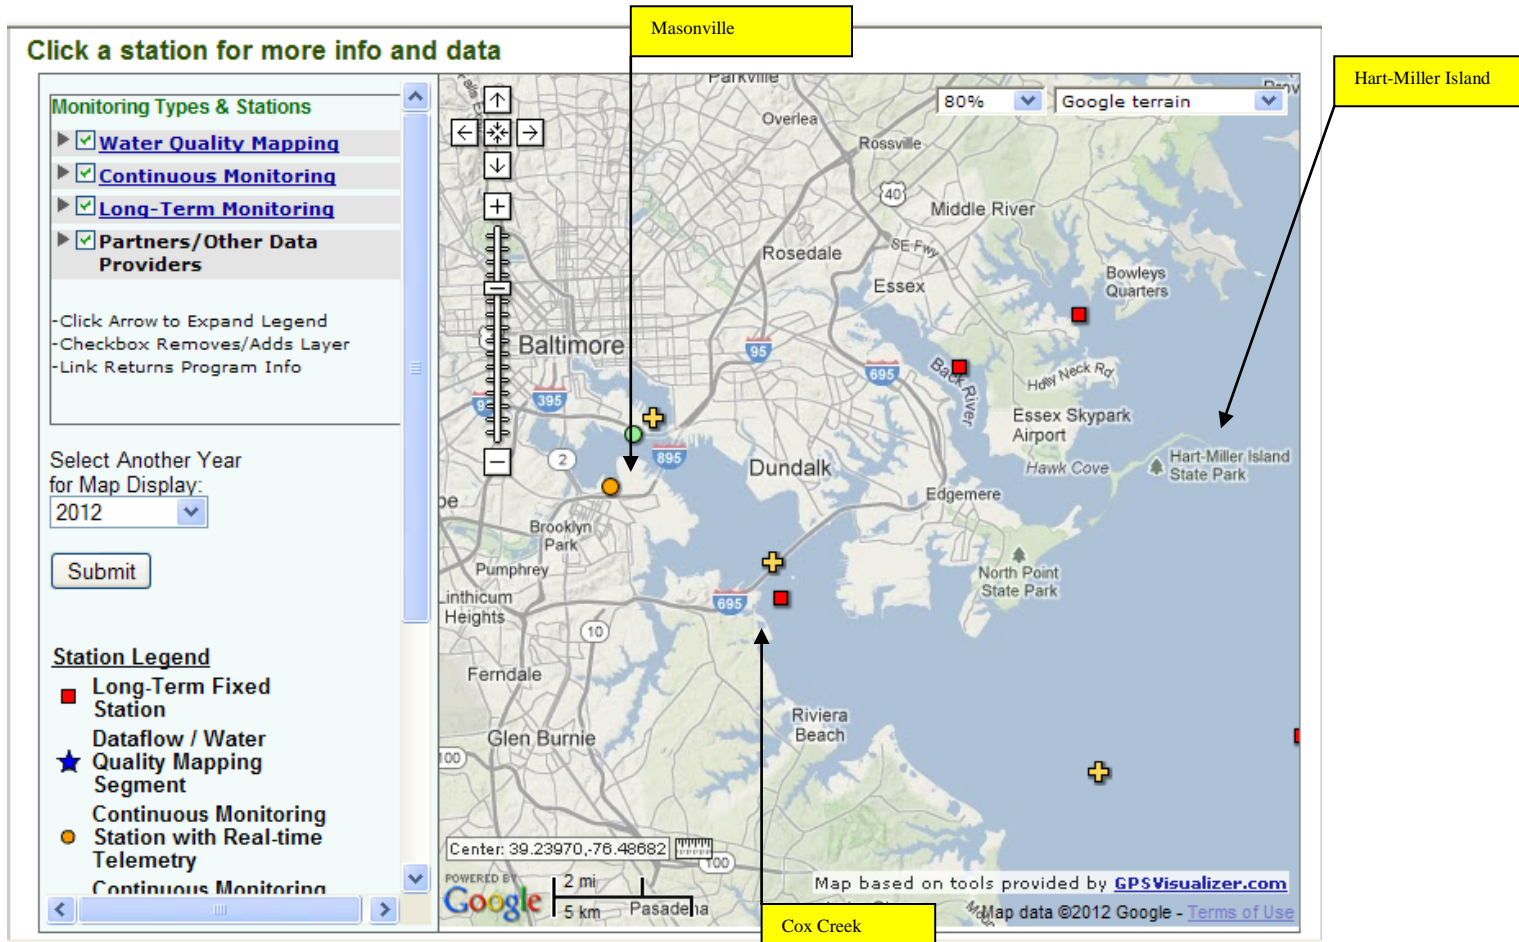 Masonville
Hart-Miller Island
Click a station for more info and data
Monitoring Types & Stations
Water Quality Mapping
Continuous Monitoring
Long-Term Monitoring
Partners/Other Data
Providers
-Click Arrow to Expand Legend
-Checkbox Removes/Adds Layer
-Link Returns Program Info
Select Another Year
for Map Display:
2012
Submit
Station Legend
Long-Term Fixed
Station
Dataflow / Water
Quality Mapping
Segment
Continuous Monitoring
Station with Real-time
Telemetry
Continuous Monitoring
80%
Google terrain
Parkville
Overlea
Rossville
40
Middle River
SE Fwy
Rosedale
Essex
Bowleys
Quarters
Baltimore
95
695
Back River
Holly Neck Rd
395
Essex Skypark
Airport
2
895
Dundalk
Hawk Cove
Hart-Miller Island
State Park
Edgemere
Brooklyn
Park
Pumphrey
North Point
State Park
Linthicum
Heights
695
10
Ferndale
Riviera
Beach
Glen Burnie
100
Center: 39.23970,-76.48682
100
POWERED BY
Google
2 mi
5 km
Pasadena
Map based on tools provided by GPSVisualizer.com
Map data ©2012 Google - Terms of Use
Cox Creek